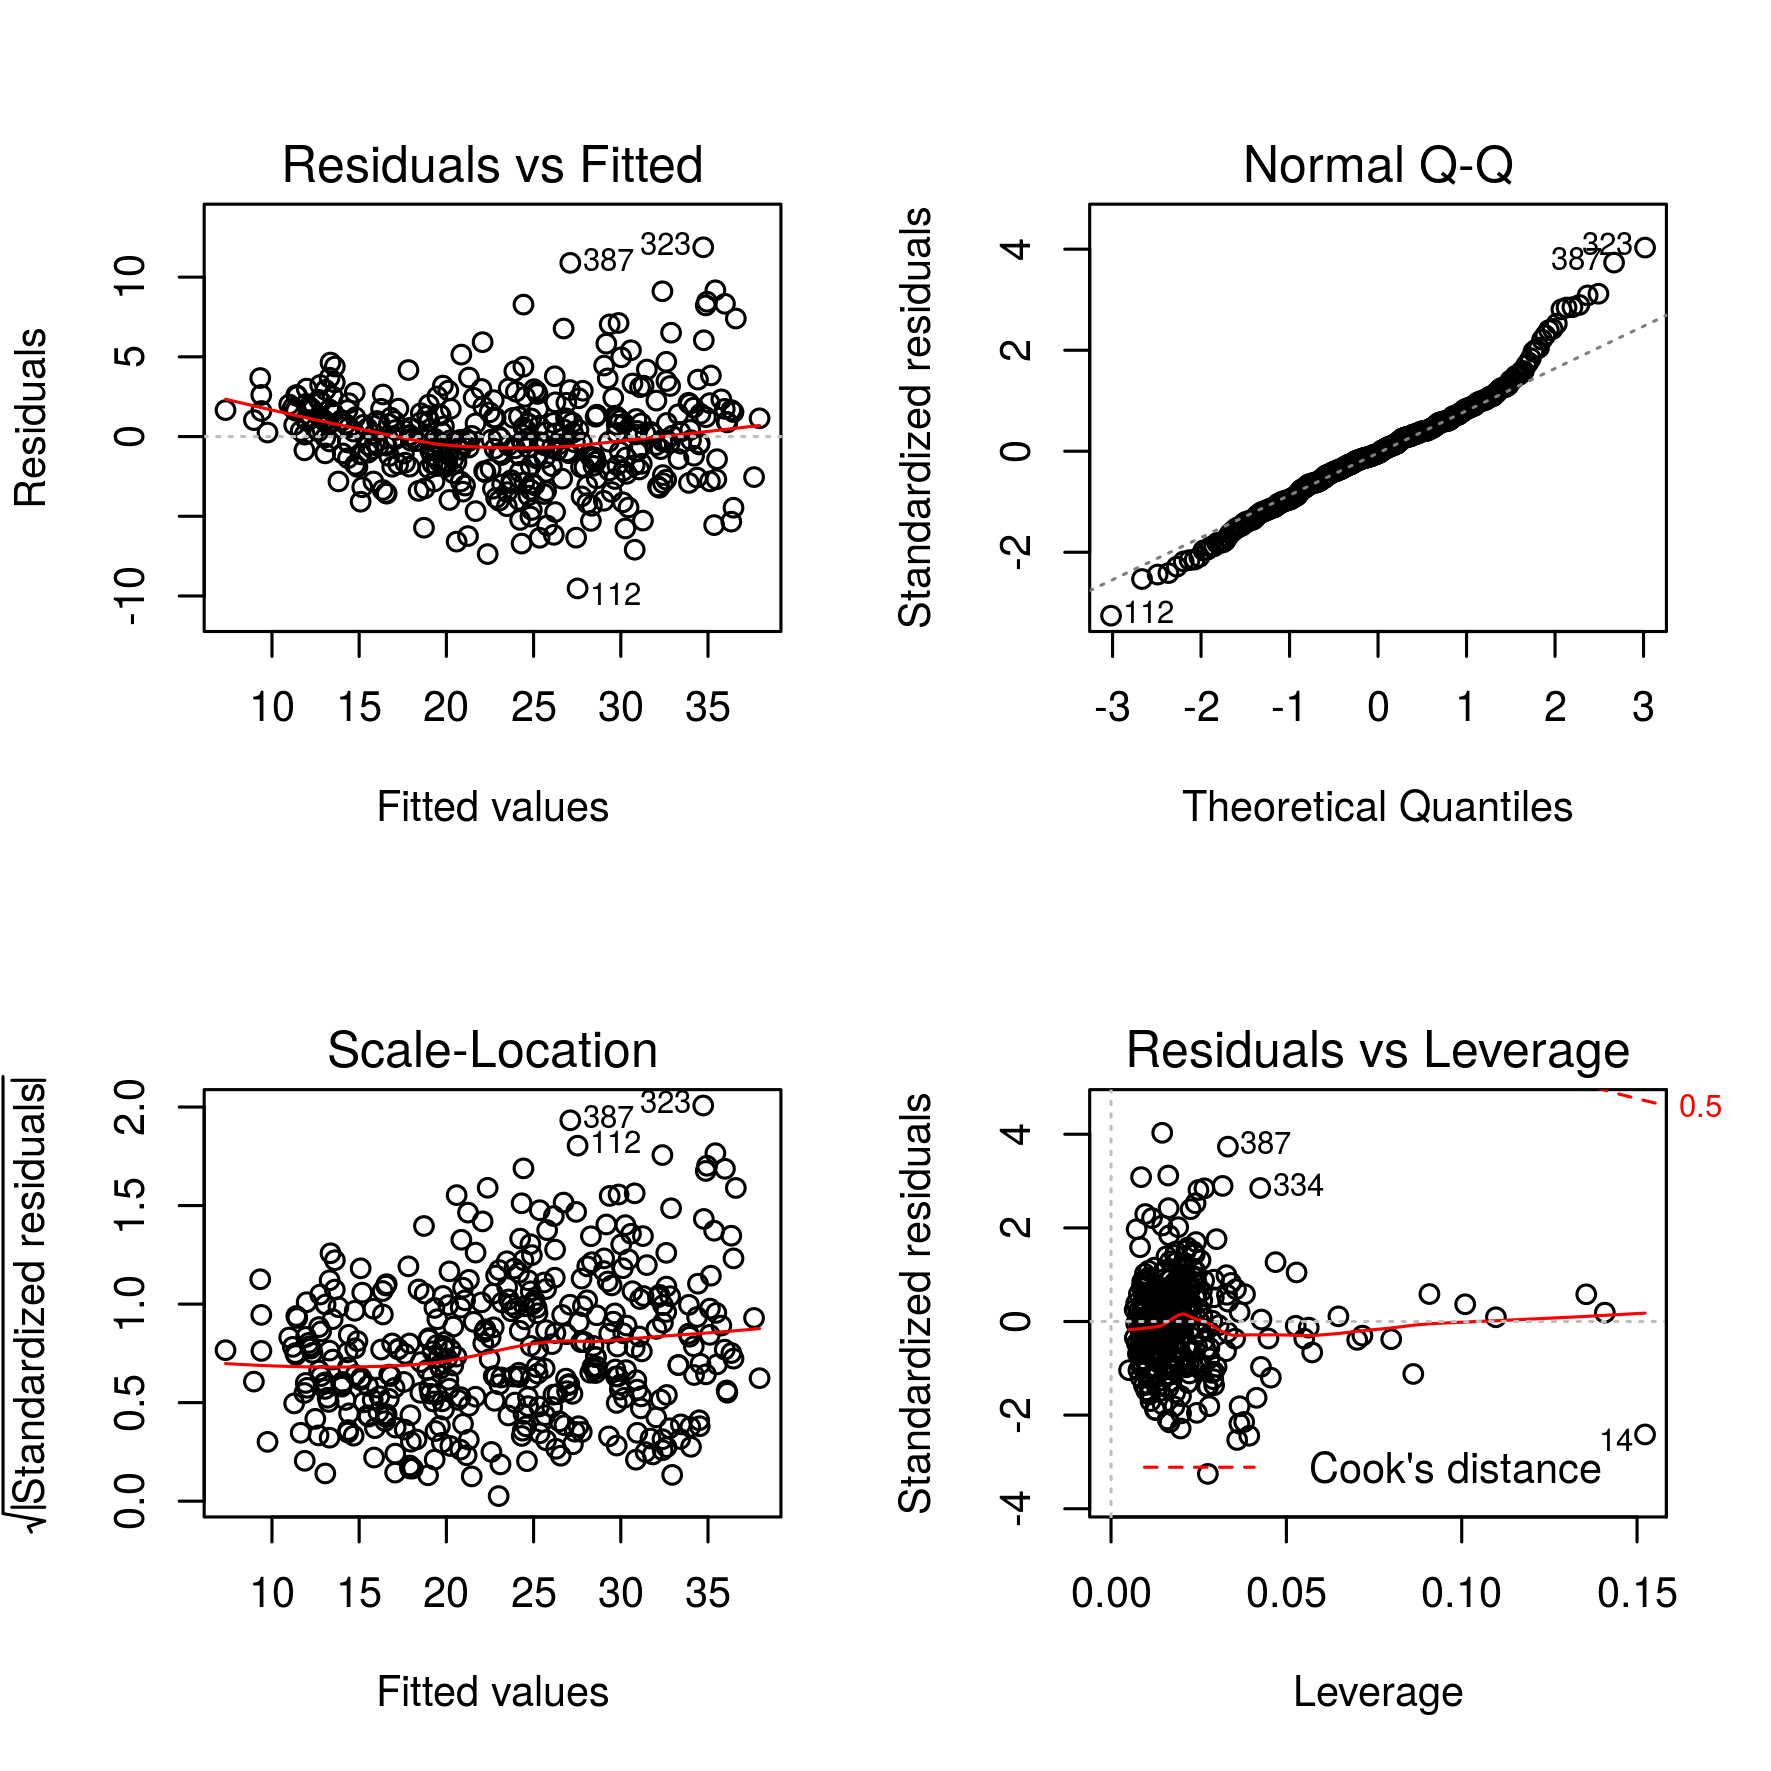 Residuals vs Fitted
Residuals
10
5
0
-10
323
387
112
10 15 20 25 30 35
Fitted values
Normal Q-Q
Standardized residuals
4
2
0
-2
323
387
112
-3 -2 -1 0 1 2 3
Theoretical Quantiles
Scale-Location
√|Standardized residuals|
2.0
1.5
1.0
0.5
0.0
323
387
112
10 15 20 25 30 35
Fitted values
Residuals vs Leverage
Standardized residuals
4
2
0
-2
-4
0.5
387
334
14
Cook's distance
0.00 0.05 0.10 0.15
Leverage